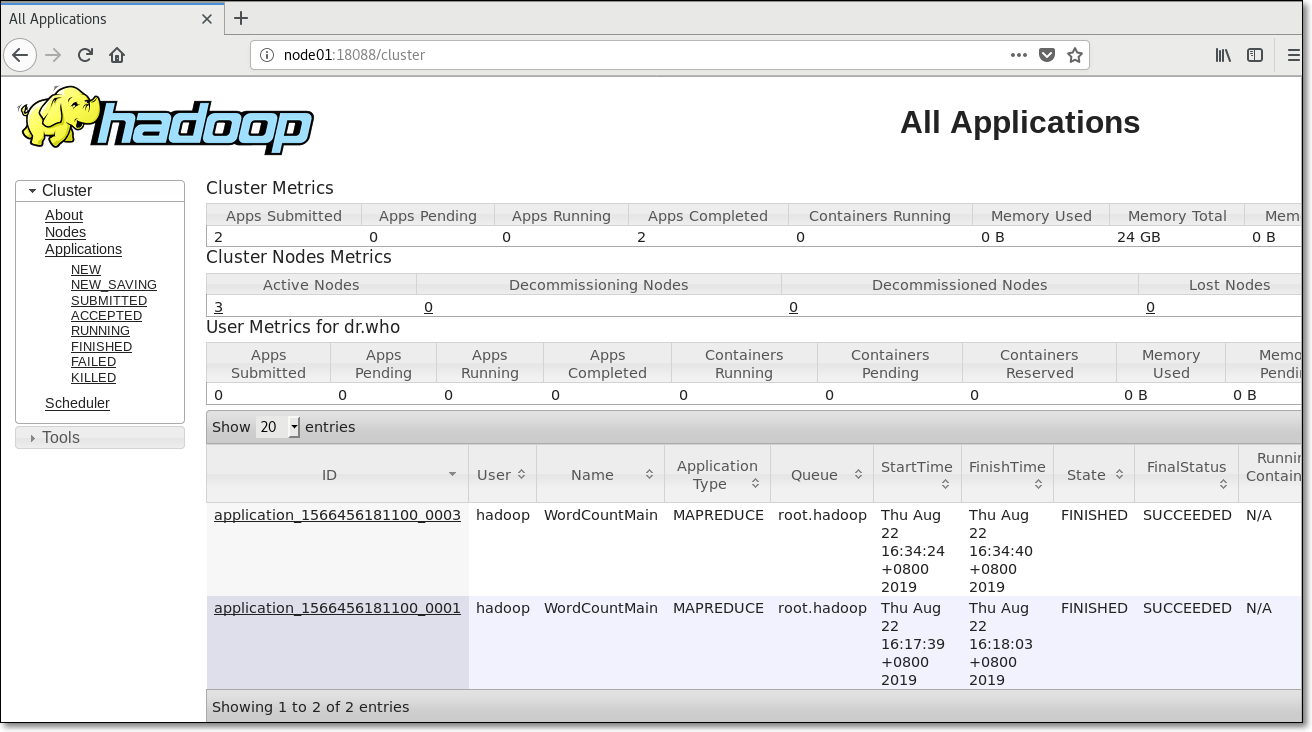 All Applications
node01:18088/cluster
hadoop
All Applications
Cluster
About
Nodes
Applications
NEW
NEW_SAVING
SUBMITTED
ACCEPTED
RUNNING
FINISHED
FAILED
KILLED
Scheduler
Tools
Cluster Metrics
Apps Submitted Apps Pending Apps Running Apps Completed Containers Running Memory Used Memory Total Mem
2 0 0 2 0 0 B 24 GB 0 B
Cluster Nodes Metrics
Active Nodes Decommissioning Nodes Decommissioned Nodes Lost Nodes
3 0 0 0
User Metrics for dr.who
Apps Submitted Apps Pending Apps Running Apps Completed Containers Running Containers Pending Containers Reserved Memory Used Memo Pendi
0 0 0 0 0 0 0 0 B 0 B
Show 20 entries
ID User Name Application Type Queue StartTime FinishTime State FinalStatus Runnin Contain
application_1566456181100_0003 hadoop WordCountMain MAPREDUCE root.hadoop Thu Aug 22 16:34:24 +0800 2019 Thu Aug 22 16:34:40 +0800 2019 FINISHED SUCCEEDED N/A
application_1566456181100_0001 hadoop WordCountMain MAPREDUCE root.hadoop Thu Aug 22 16:17:39 +0800 2019 Thu Aug 22 16:18:03 +0800 2019 FINISHED SUCCEEDED N/A
Showing 1 to 2 of 2 entries